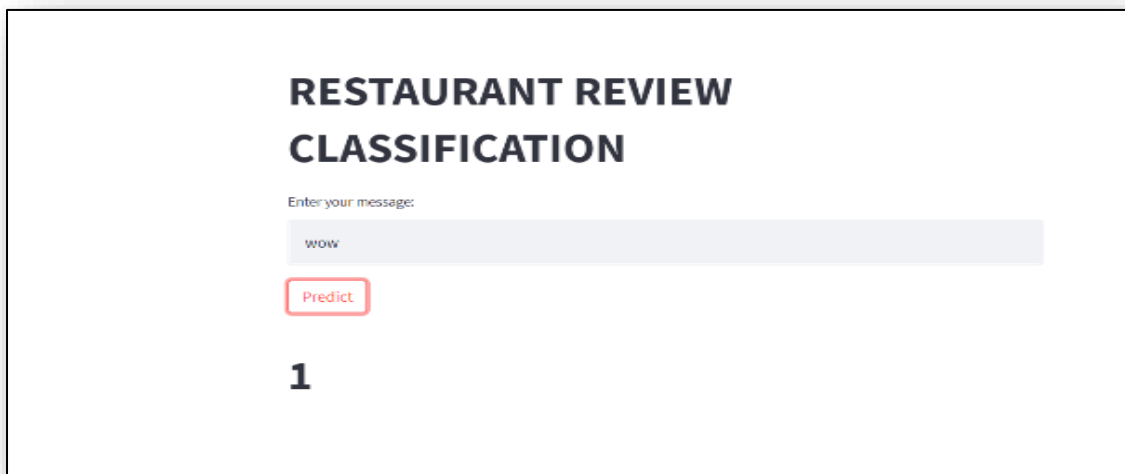 RESTAURANT REVIEW
CLASSIFICATION
Enter your message:
wow
Predict
1